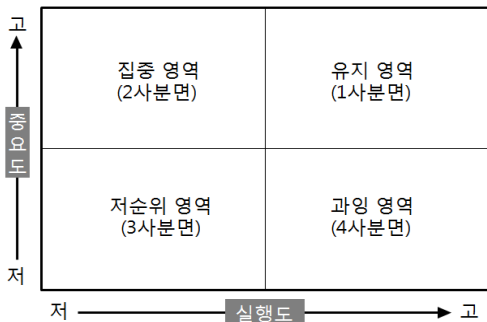 고
집중 영역
(2사분면)
유지 영역
(1사분면)
중요도
저순위 영역
(3사분면)
과잉 영역
(4사분면)
저
저
실행도
고